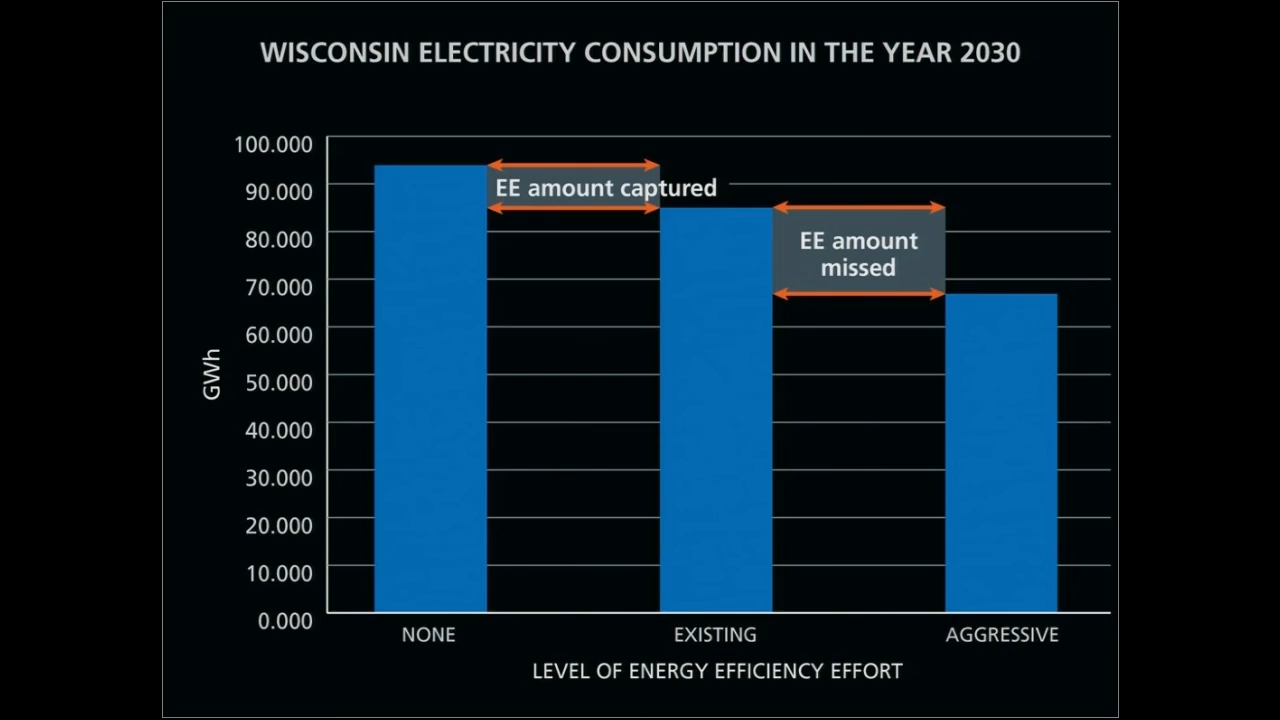 WISCONSIN ELECTRICITY CONSUMPTION IN THE YEAR 2030
100.000
90.000
80.000
70.000
60.000
50.000
40.000
30.000
20.000
10.000
0.000
GWh
EE amount captured
EE amount
missed
NONE
EXISTING
AGGRESSIVE
LEVEL OF ENERGY EFFICIENCY EFFORT